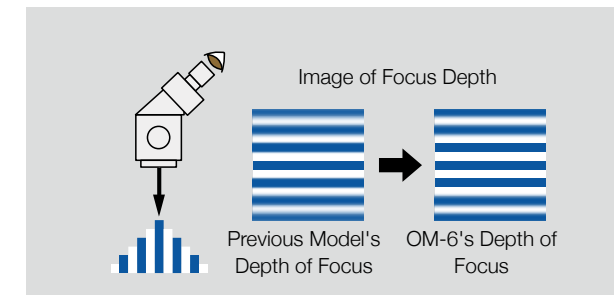 Image of Focus Depth
Previous Model's
Depth of Focus
OM-6's Depth of
Focus